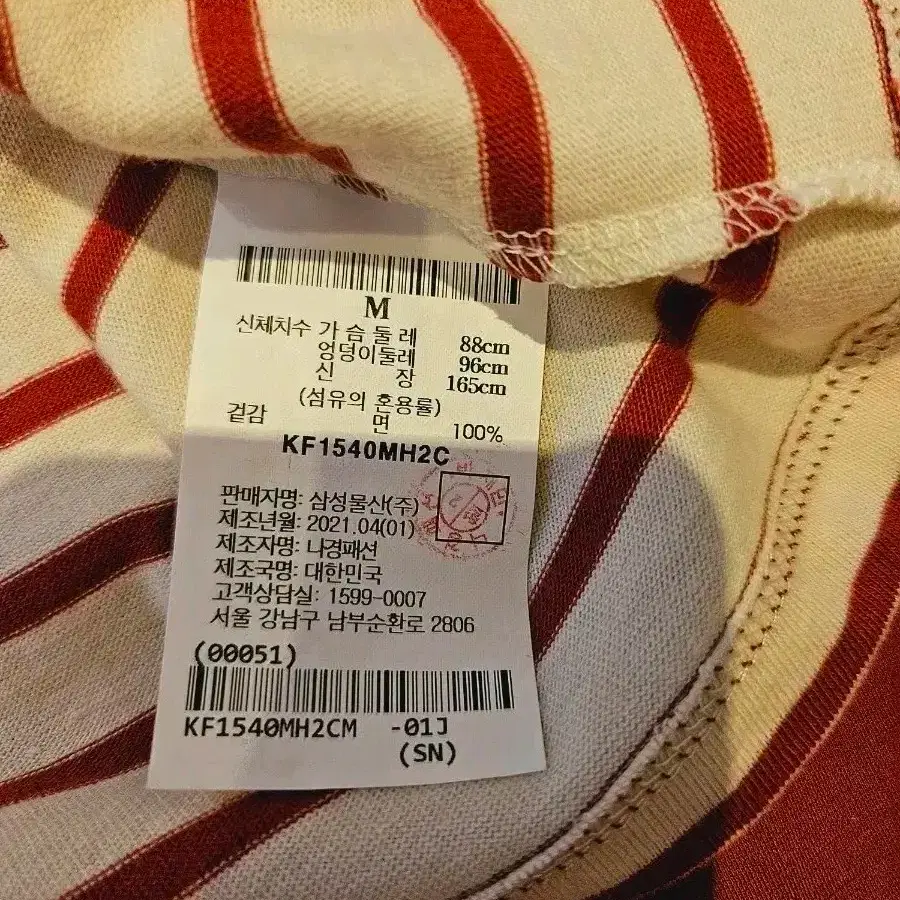 M
신체치수 가 슴 둘 레 88cm
엉덩이둘레 96cm
신 장 165cm
(섬유의 혼용률)
겉감 면 100%
KF1540MH2C
판매자명: 삼성물산(주)
제조년월: 2021.04(01)
제조자명: 나경패션
제조국명: 대한민국
고객상담실: 1599-0007
서울 강남구 남부순환로 2806
(00051)
KF1540MH2CM -01J
(SN)